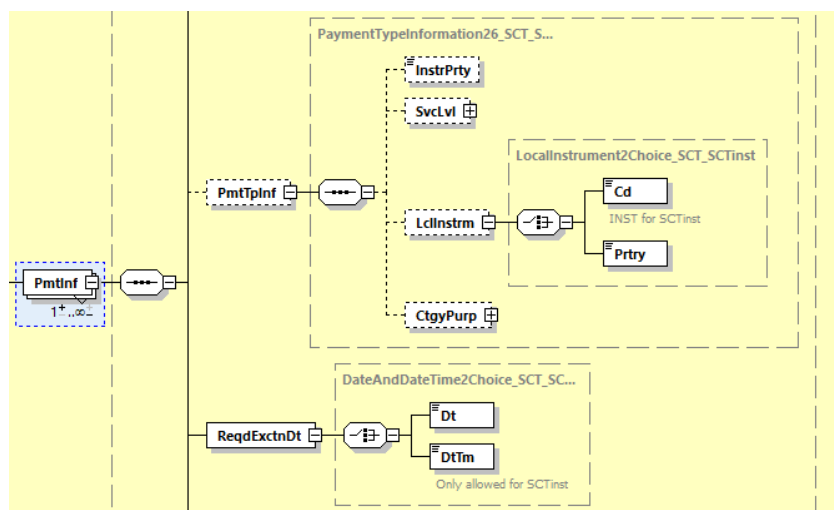 PaymentTypeInformation26_SCT_S...
InstrPrty
SvcLvl
LocalInstrument2Choice_SCT_SCTinst
Cd
INST for SCTinst
PmtTpInf
LclInstrm
Prtry
PmtInf
1..∞
CtgyPurp
DateAndDateTime2Choice_SCT_SC...
Dt
ReqdExctnDt
DtTm
Only allowed for SCTinst